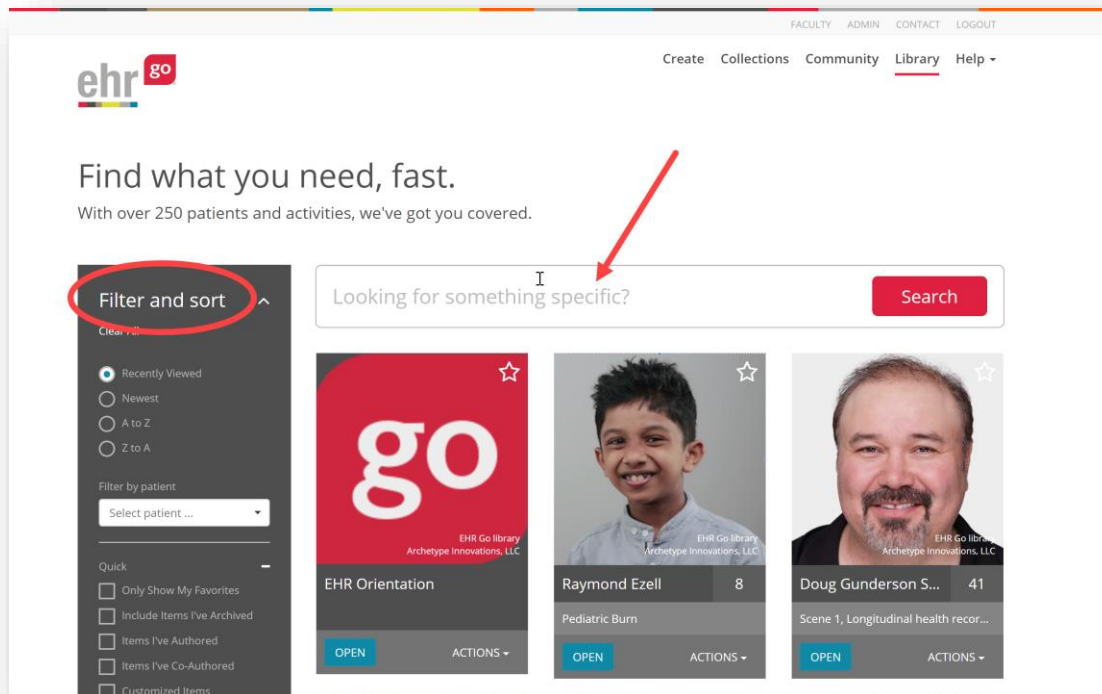 FACULTY ADMIN CONTACT LOGOUT
ehr go
Create Collections Community Library Help
Find what you need, fast.
With over 250 patients and activities, we've got you covered.
Filter and sort
Clear All
Recently Viewed
Newest
A to Z
Z to A
Filter by patient
Select patient ...
Quick
Only Show My Favorites
Include Items I've Archived
Items I've Authored
Items I've Co-Authored
Customized Items
Looking for something specific?
Search
go
EHR Go library
Archetype Innovations, LLC
EHR Orientation
OPEN ACTIONS
EHR Go library
Archetype Innovations, LLC
Raymond Ezell 8
Pediatric Burn
OPEN ACTIONS
EHR Go library
Archetype Innovations, LLC
Doug Gunderson S... 41
Scene 1, Longitudinal health recor...
OPEN ACTIONS